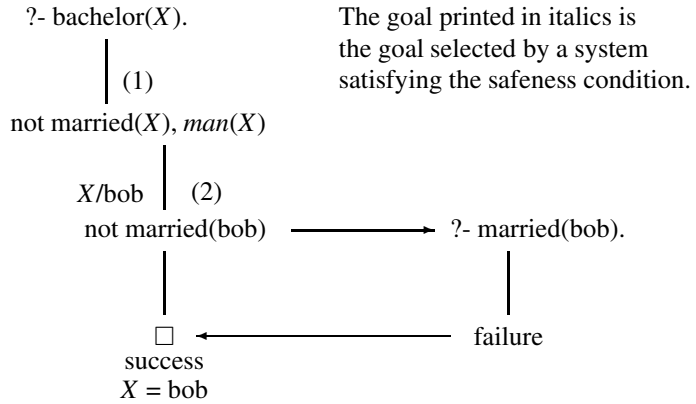 ?- bachelor(X).
The goal printed in italics is
the goal selected by a system
satisfying the safeness condition.
(1)
not married(X), man(X)
X/bob (2)
not married(bob)
?- married(bob).
□
failure
success
X = bob